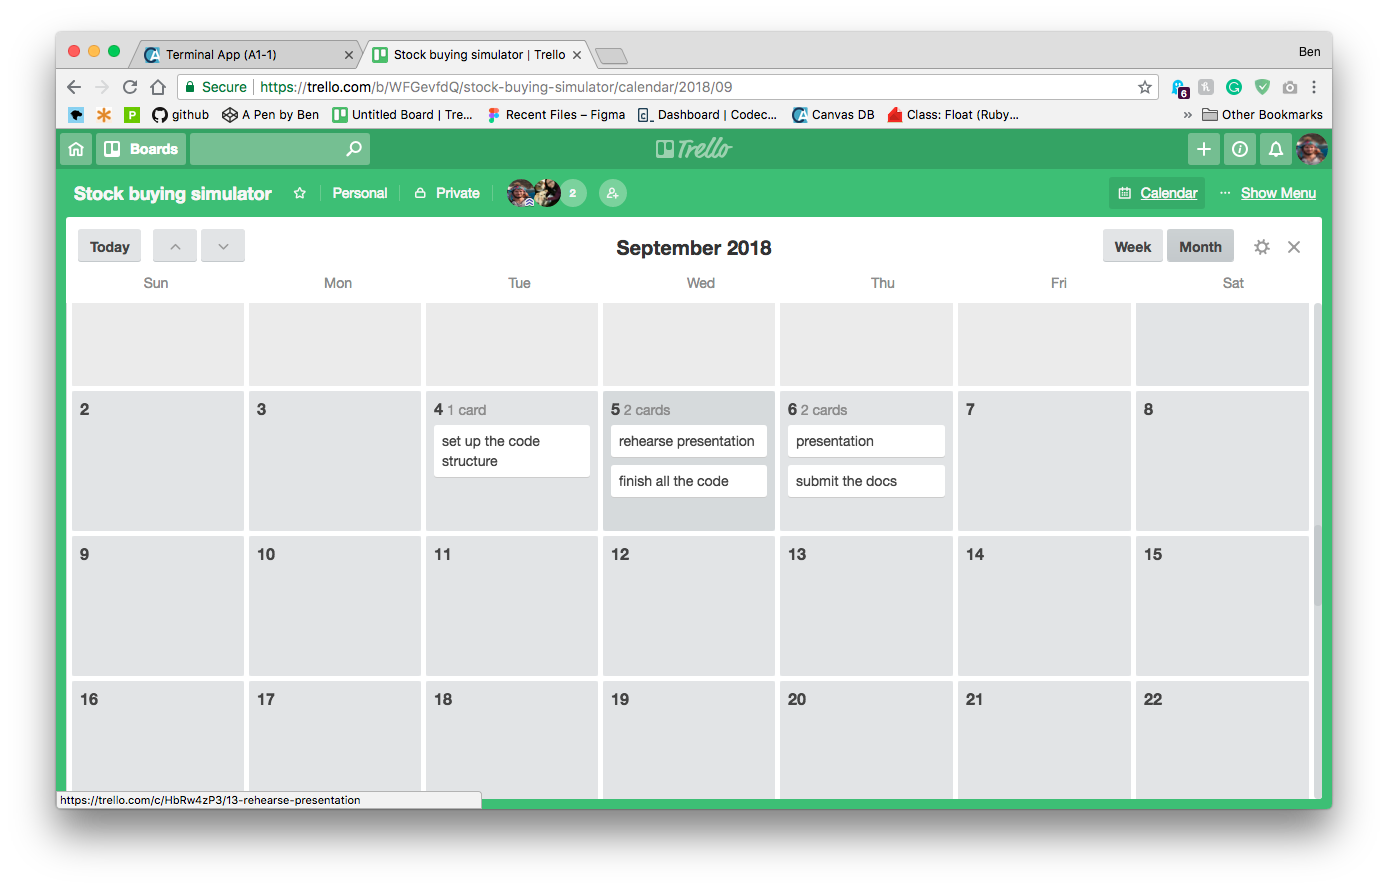 Terminal App (A1-1)
Stock buying simulator | Trello
Ben
Secure
https://trello.com/b/WFGevfdQ/stock-buying-simulator/calendar/2018/09
6
P
github
A Pen by Ben
Untitled Board | Tre...
Recent Files – Figma
Dashboard | Codec...
Canvas DB
Class: Float (Ruby...
»
Other Bookmarks
Boards
Trello
Stock buying simulator
Personal
Private
2
Calendar
··· Show Menu
Today
September 2018
Week
Month
Sun
Mon
Tue
Wed
Thu
Fri
Sat
2
3
4 1 card
set up the code
structure
5 2 cards
rehearse presentation
finish all the code
6 2 cards
presentation
submit the docs
7
8
9
10
11
12
13
14
15
16
17
18
19
20
21
22
https://trello.com/c/HbRw4zP3/13-rehearse-presentation